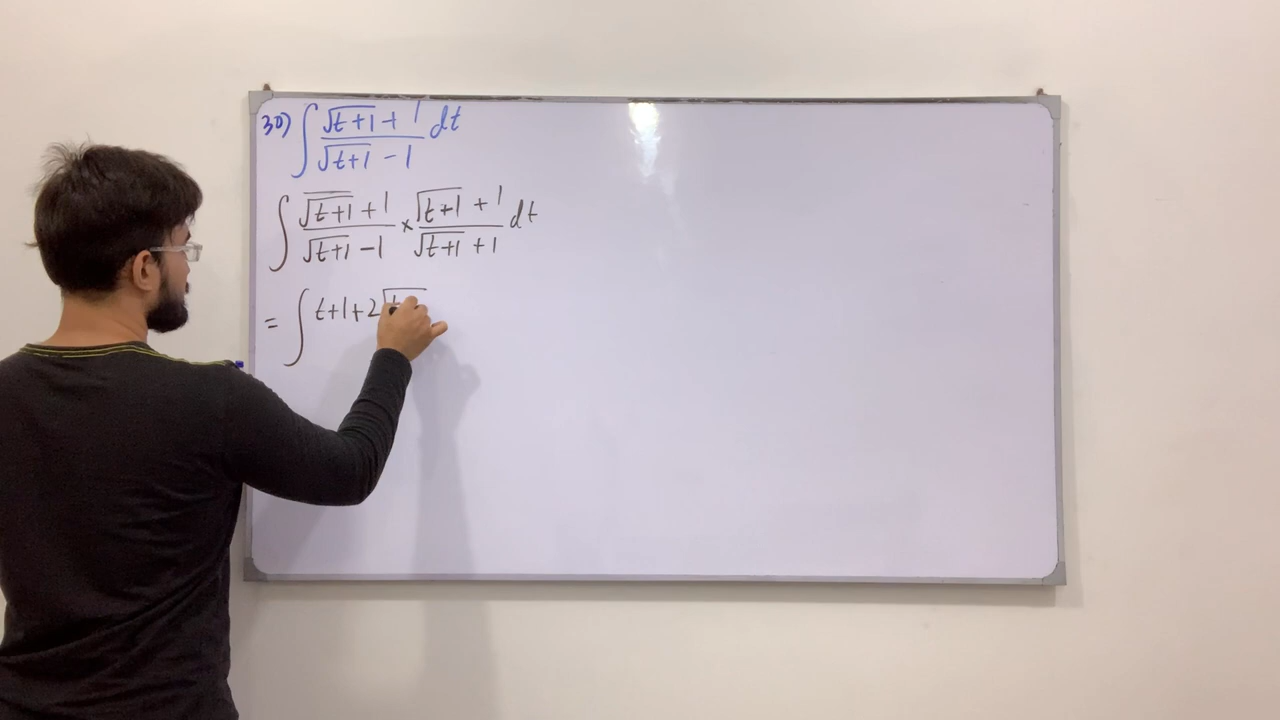 30) ∫ (√(t+1) + 1)/(√(t+1) - 1) dt
∫ (√(t+1) + 1)/(√(t+1) - 1) × (√(t+1) + 1)/(√(t+1) + 1) dt
= ∫ t+1+2√t